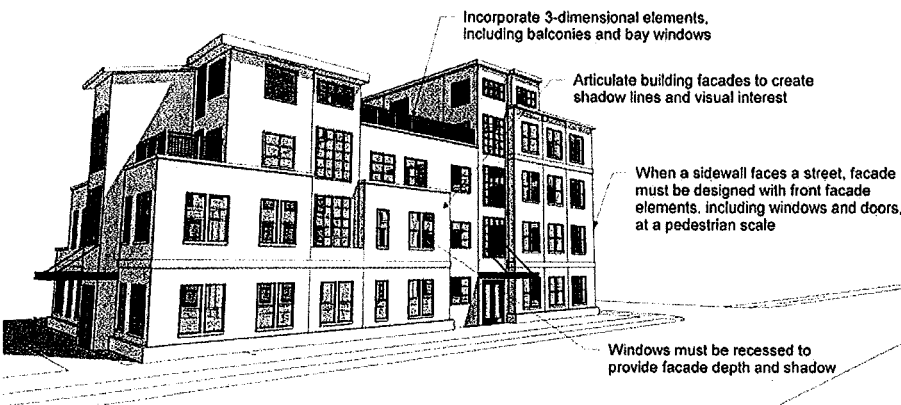 Incorporate 3-dimensional elements,
including balconies and bay windows
Articulate building facades to create
shadow lines and visual interest
When a sidewall faces a street, facade
must be designed with front facade
elements, including windows and doors,
at a pedestrian scale
Windows must be recessed to
provide facade depth and shadow